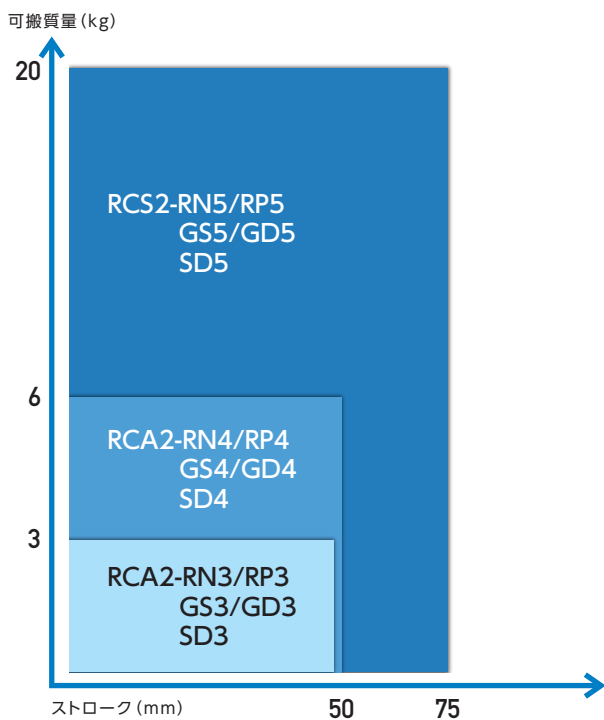 可搬質量(kg)
20
RCS2-RN5/RP5
GS5/GD5
SD5
6
RCA2-RN4/RP4
GS4/GD4
SD4
3
RCA2-RN3/RP3
GS3/GD3
SD3
ストローク(mm)
50
75